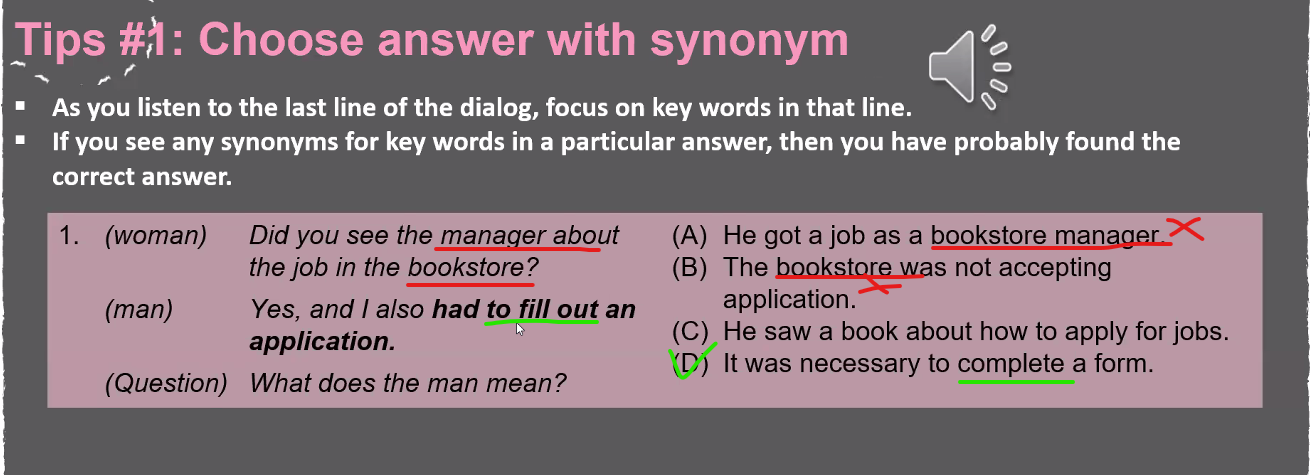 Tips #1: Choose answer with synonym
▪ As you listen to the last line of the dialog, focus on key words in that line.
▪ If you see any synonyms for key words in a particular answer, then you have probably found the
correct answer.
1. (woman) Did you see the manager about
the job in the bookstore?
(man) Yes, and I also had to fill out an
application.
(Question) What does the man mean?
(A) He got a job as a bookstore manager.
(B) The bookstore was not accepting
application.
(C) He saw a book about how to apply for jobs.
(D) It was necessary to complete a form.